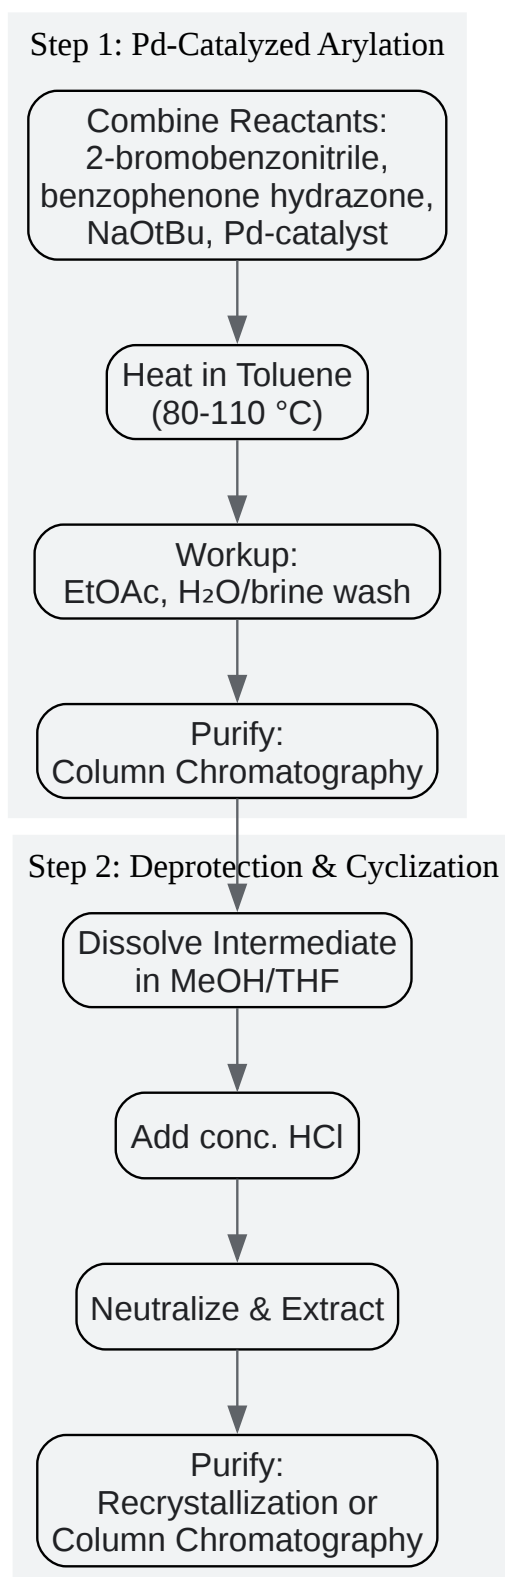 Step 1: Pd-Catalyzed Arylation
Combine Reactants:
2-bromobenzonitrile,
benzophenone hydrazone,
NaOtBu, Pd-catalyst
Heat in Toluene
(80-110 °C)
Workup:
EtOAc, H₂O/brine wash
Purify:
Column Chromatography
Step 2: Deprotection & Cyclization
Dissolve Intermediate
in MeOH/THF
Add conc. HCl
Neutralize & Extract
Purify:
Recrystallization or
Column Chromatography